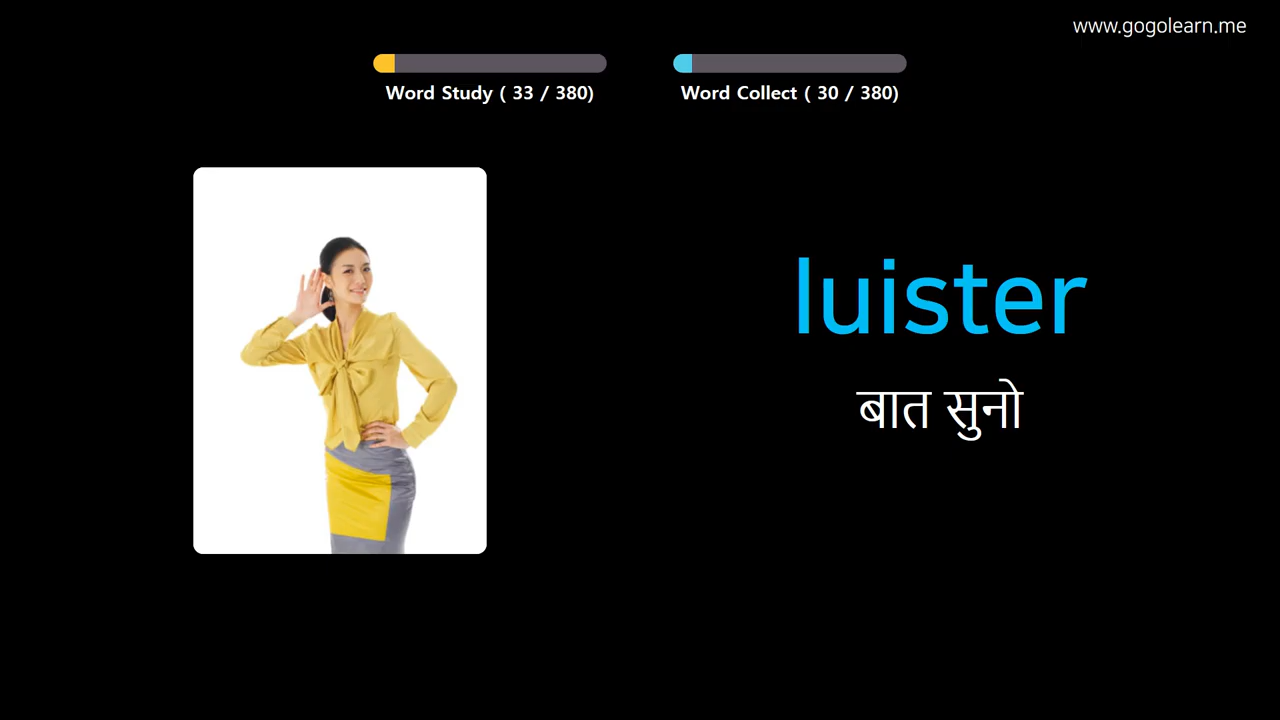 www.gogolearn.me
Word Study ( 33 / 380)
Word Collect ( 30 / 380)
luister
बात सुनो